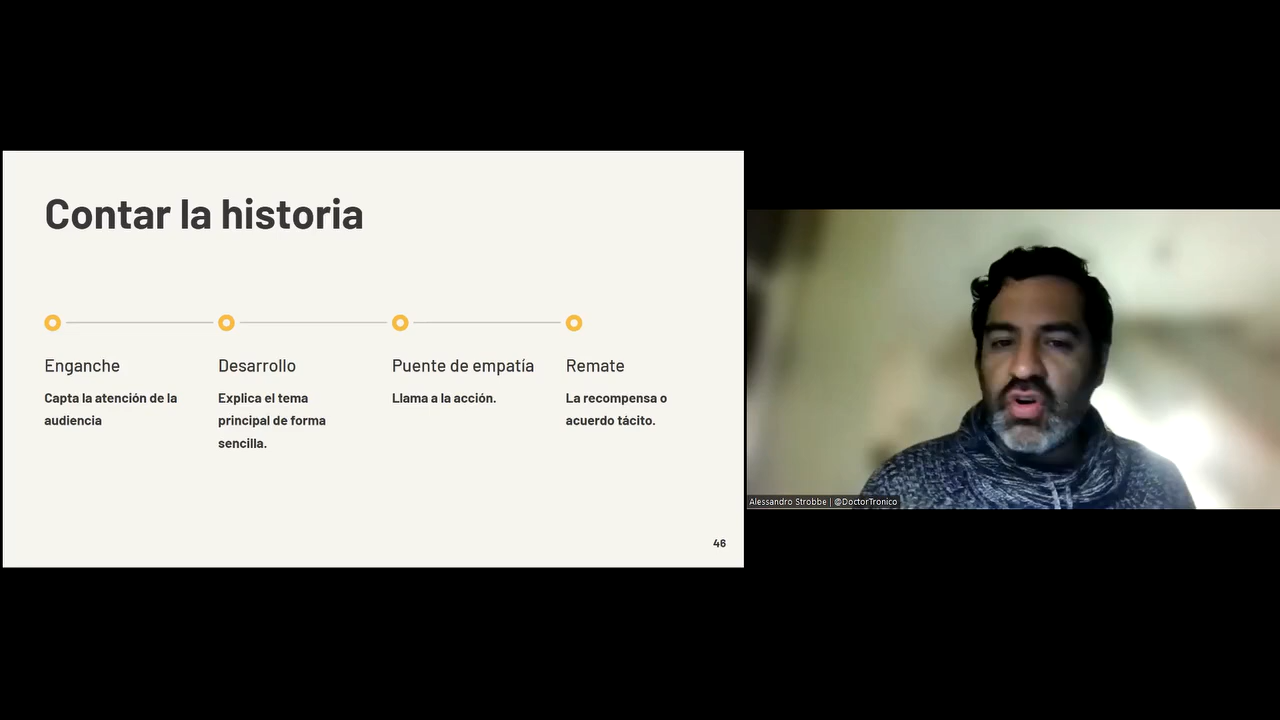 Contar la historia
Enganche
Capta la atención de la
audiencia
Desarrollo
Explica el tema
principal de forma
sencilla.
Puente de empatía
Llama a la acción.
Remate
La recompensa o
acuerdo tácito.
46
Alessandro Strobbe | @DoctorTronico